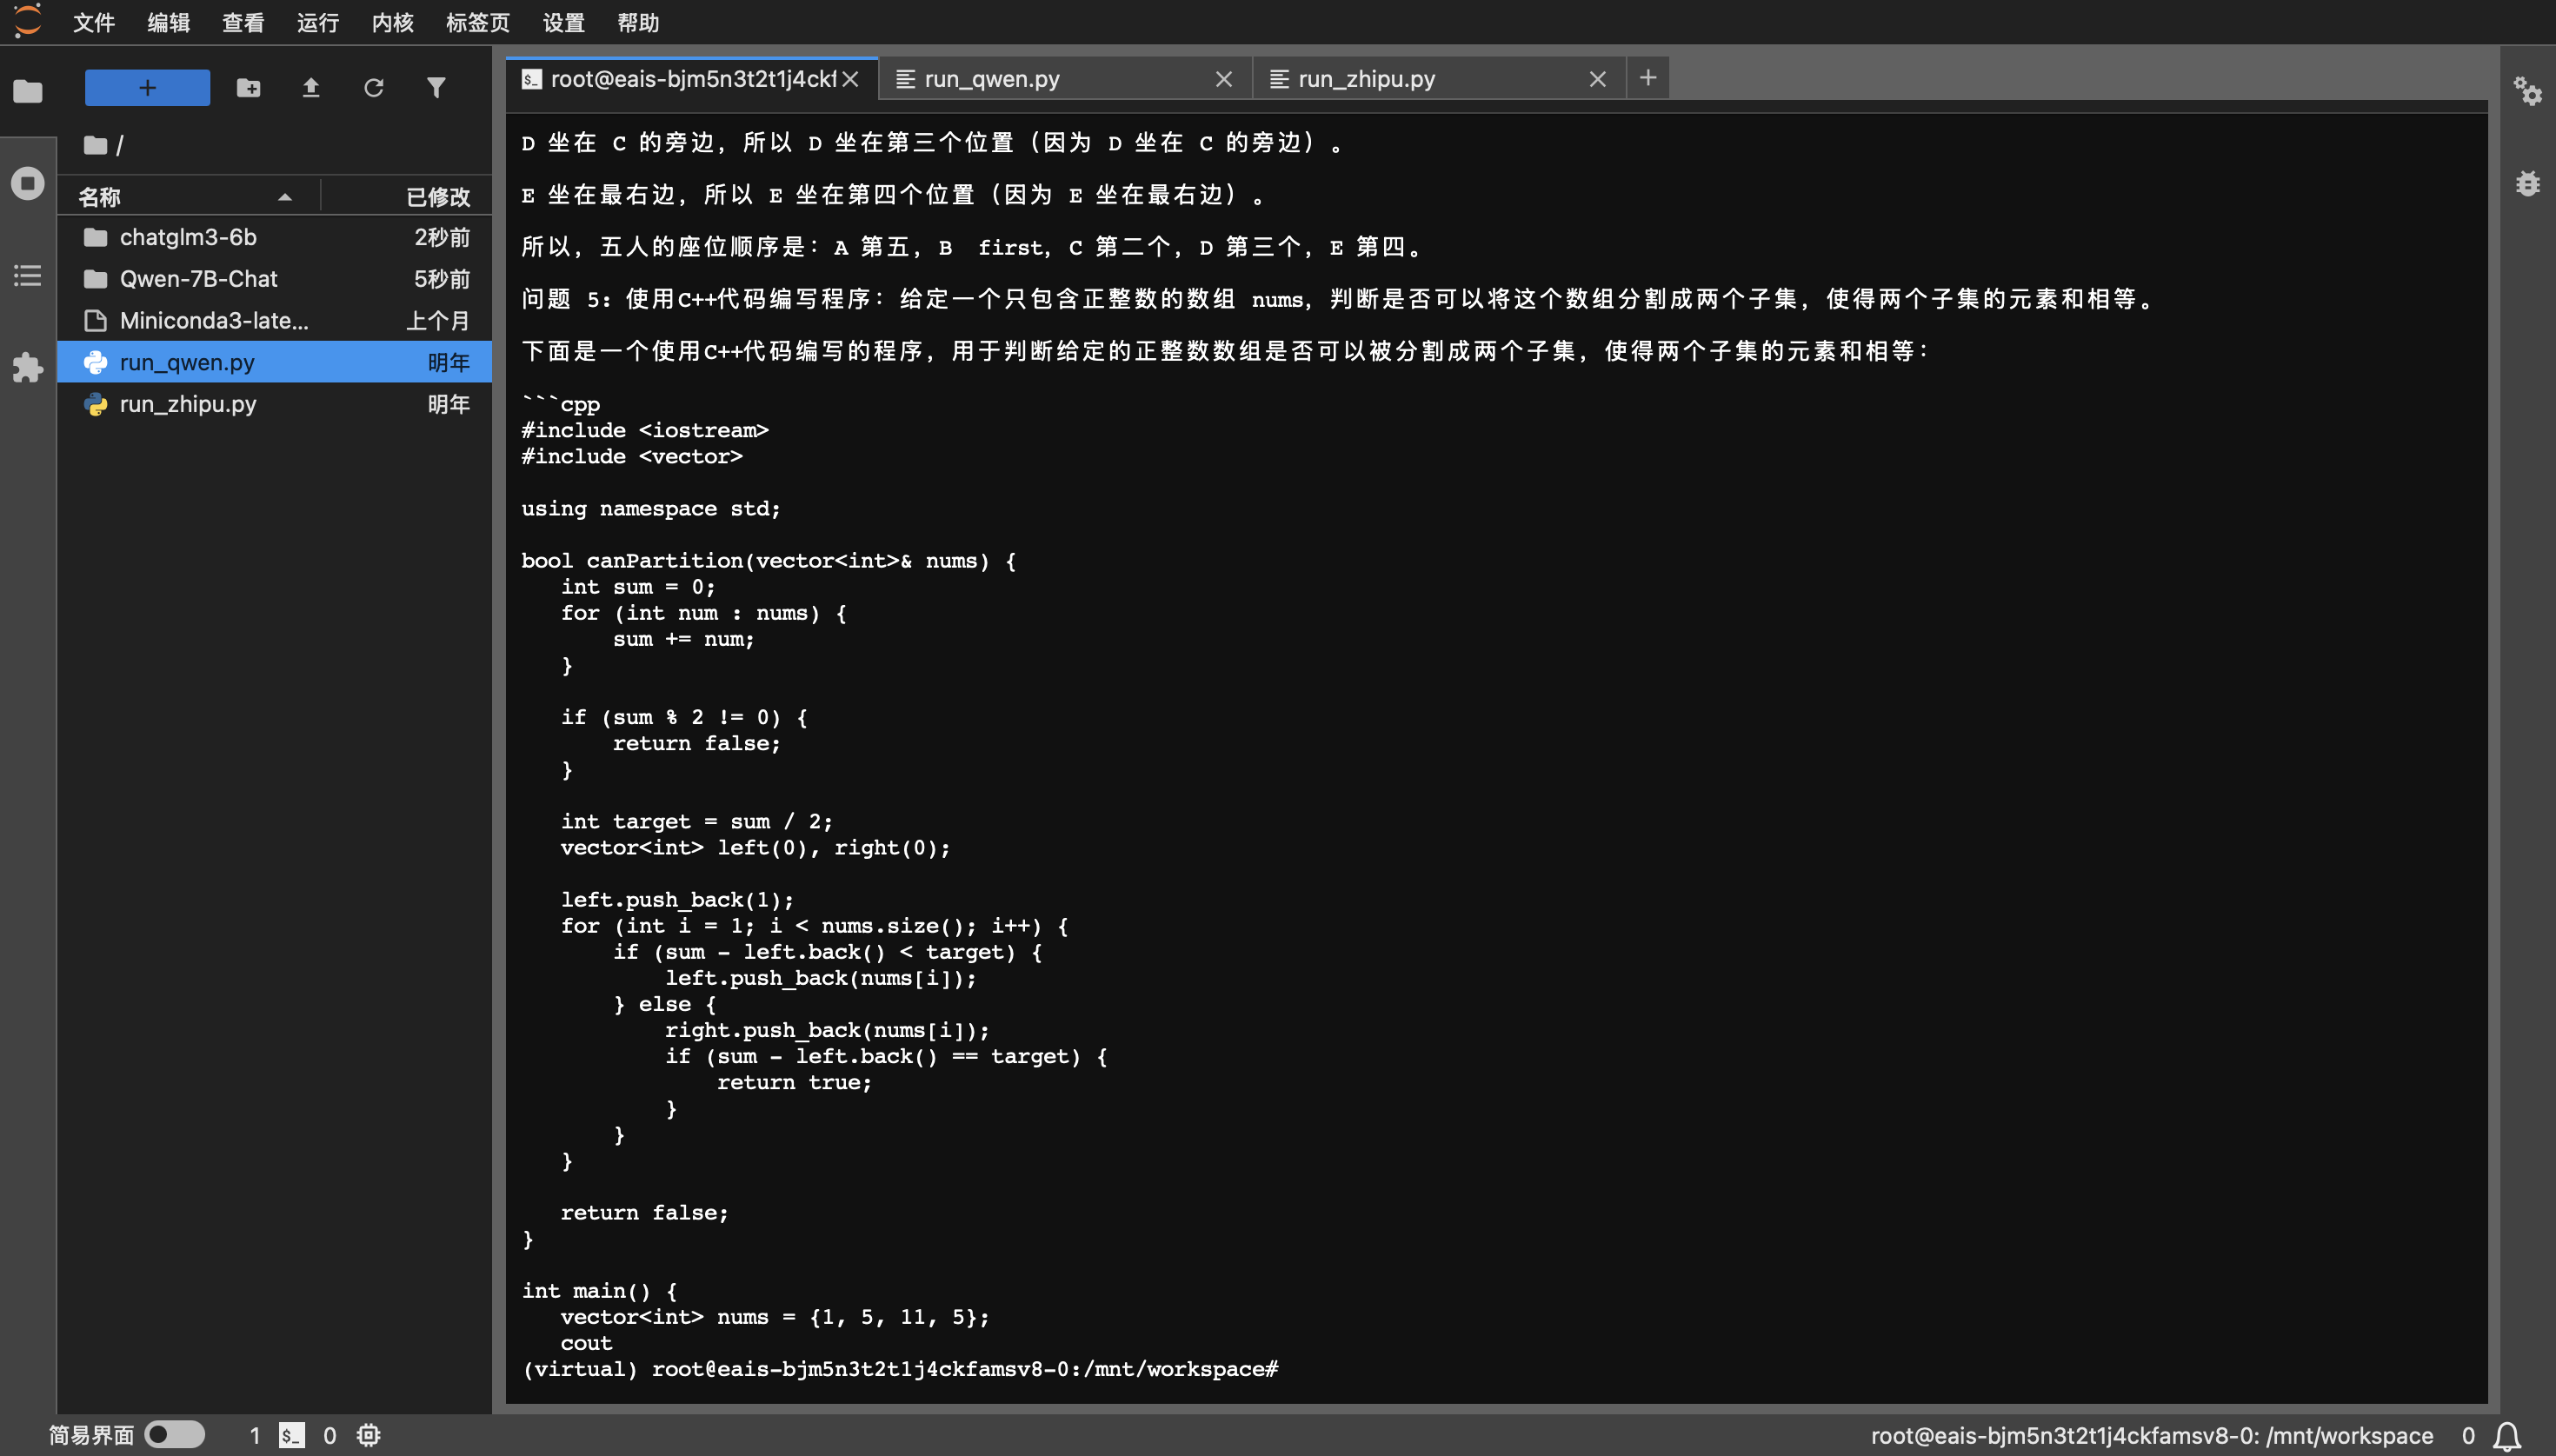 文件 编辑 查看 运行 内核 标签页 设置 帮助
+
/
名称 已修改
chatglm3-6b 2秒前
Qwen-7B-Chat 5秒前
Miniconda3-late... 上个月
run_qwen.py 明年
run_zhipu.py 明年
root@eais-bjm5n3t2t1j4ckf run_qwen.py run_zhipu.py +
D 坐在 C 的旁边，所以 D 坐在第三个位置（因为 D 坐在 C 的旁边）。
E 坐在最右边，所以 E 坐在第四个位置（因为 E 坐在最右边）。
所以，五人的座位顺序是：A 第五，B  first，C 第二个，D 第三个，E 第四。
问题 5：使用C++代码编写程序：给定一个只包含正整数的数组 nums，判断是否可以将这个数组分割成两个子集，使得两个子集的元素和相等。
下面是一个使用C++代码编写的程序，用于判断给定的正整数数组是否可以被分割成两个子集，使得两个子集的元素和相等：
```cpp
#include <iostream>
#include <vector>
using namespace std;
bool canPartition(vector<int>& nums) {
   int sum = 0;
   for (int num : nums) {
       sum += num;
   }
   if (sum % 2 != 0) {
       return false;
   }
   int target = sum / 2;
   vector<int> left(0), right(0);
   left.push_back(1);
   for (int i = 1; i < nums.size(); i++) {
       if (sum - left.back() < target) {
           left.push_back(nums[i]);
       } else {
           right.push_back(nums[i]);
           if (sum - left.back() == target) {
               return true;
           }
       }
   }
   return false;
}
int main() {
   vector<int> nums = {1, 5, 11, 5};
   cout
(virtual) root@eais-bjm5n3t2t1j4ckfamsv8-0:/mnt/workspace#
简易界面 1 $_ 0 root@eais-bjm5n3t2t1j4ckfamsv8-0: /mnt/workspace 0